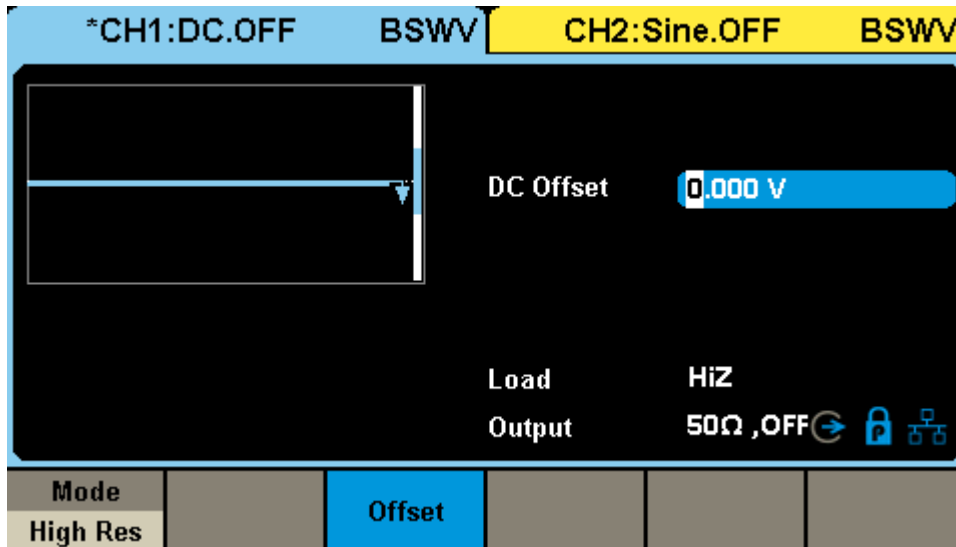 *CH1:DC.OFF BSWV CH2:Sine.OFF BSWV
DC Offset 0.000 V
Load HiZ
Output 50Ω ,OFF
P
Mode
High Res
Offset